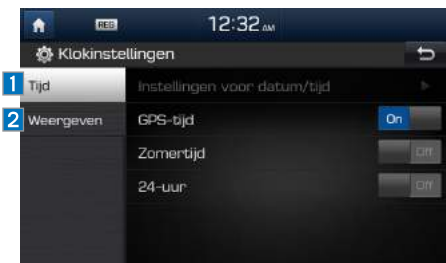 REG 12:32 AM
Klokinstellingen
1 Tijd
Instellingen voor datum/tijd
2 Weergeven
GPS-tijd On
Zomertijd Off
24-uur Off